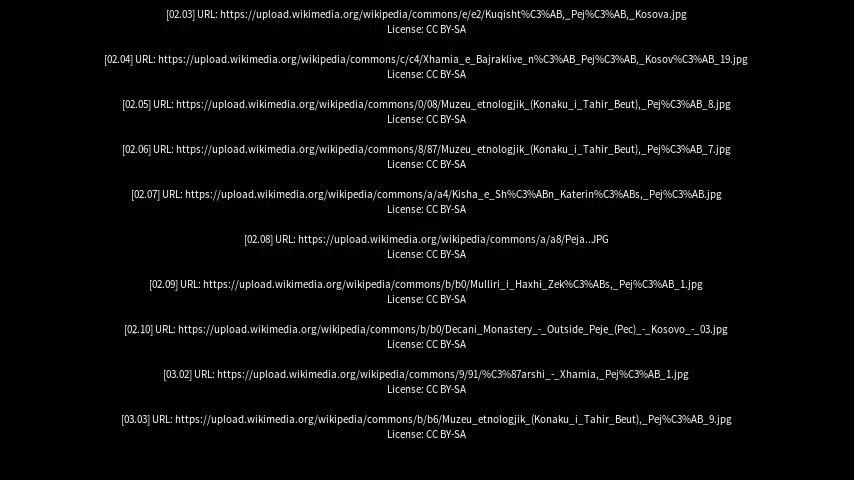 [02.03] URL: https://upload.wikimedia.org/wikipedia/commons/e/e2/Kuqisht%C3%AB,_Pej%C3%AB,_Kosova.jpg
License: CC BY-SA
[02.04] URL: https://upload.wikimedia.org/wikipedia/commons/c/c4/Xhamia_e_Bajraklive_n%C3%AB_Pej%C3%AB,_Kosov%C3%AB_19.jpg
License: CC BY-SA
[02.05] URL: https://upload.wikimedia.org/wikipedia/commons/0/08/Muzeu_etnologjik_(Konaku_i_Tahir_Beut),_Pej%C3%AB_8.jpg
License: CC BY-SA
[02.06] URL: https://upload.wikimedia.org/wikipedia/commons/8/87/Muzeu_etnologjik_(Konaku_i_Tahir_Beut),_Pej%C3%AB_7.jpg
License: CC BY-SA
[02.07] URL: https://upload.wikimedia.org/wikipedia/commons/a/a4/Kisha_e_Sh%C3%ABn_Katerin%C3%ABs,_Pej%C3%AB.jpg
License: CC BY-SA
[02.08] URL: https://upload.wikimedia.org/wikipedia/commons/a/a8/Peja..JPG
License: CC BY-SA
[02.09] URL: https://upload.wikimedia.org/wikipedia/commons/b/b0/Mulliri_i_Haxhi_Zek%C3%ABs,_Pej%C3%AB_1.jpg
License: CC BY-SA
[02.10] URL: https://upload.wikimedia.org/wikipedia/commons/b/b0/Decani_Monastery_-_Outside_Peje_(Pec)_-_Kosovo_-_03.jpg
License: CC BY-SA
[03.02] URL: https://upload.wikimedia.org/wikipedia/commons/9/91/%C3%87arshi_-_Xhamia,_Pej%C3%AB_1.jpg
License: CC BY-SA
[03.03] URL: https://upload.wikimedia.org/wikipedia/commons/b/b6/Muzeu_etnologjik_(Konaku_i_Tahir_Beut),_Pej%C3%AB_9.jpg
License: CC BY-SA